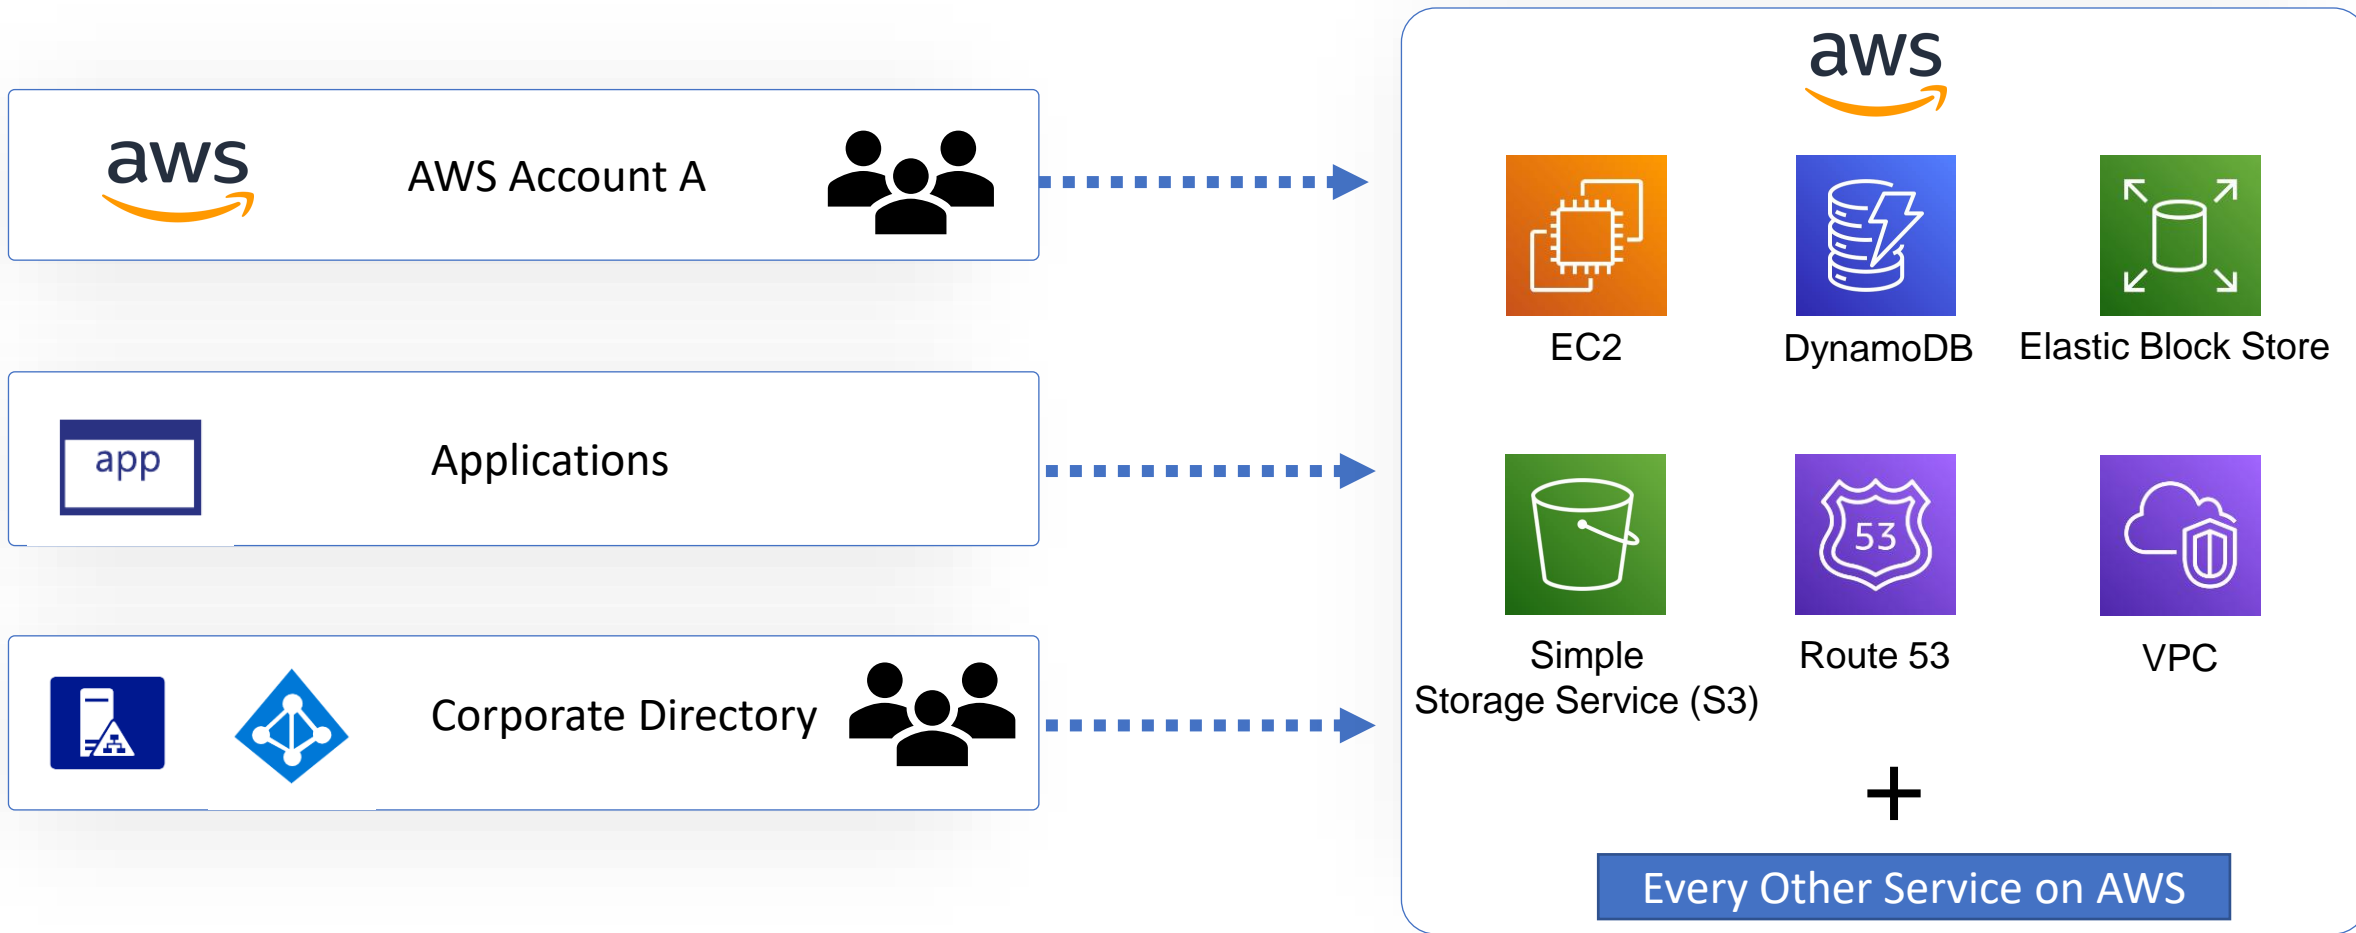 aws
AWS Account A
app
Applications
Corporate Directory
aws
EC2
DynamoDB
Elastic Block Store
Simple
Storage Service (S3)
53
Route 53
VPC
+
Every Other Service on AWS